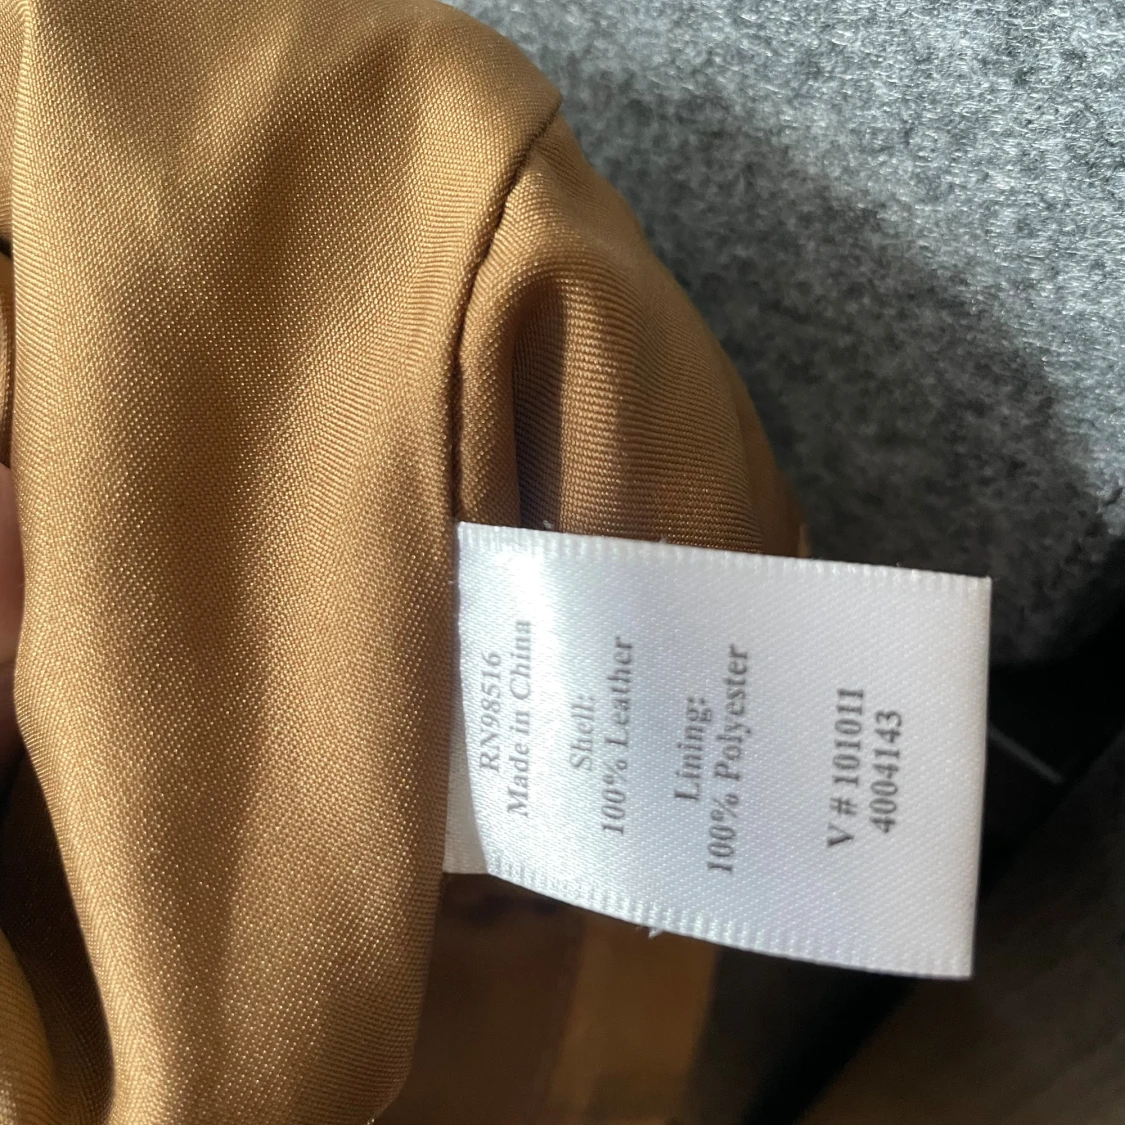 RN98516
Made in China
Shell:
100% Leather
Lining:
100% Polyester
V# 101011
4004143